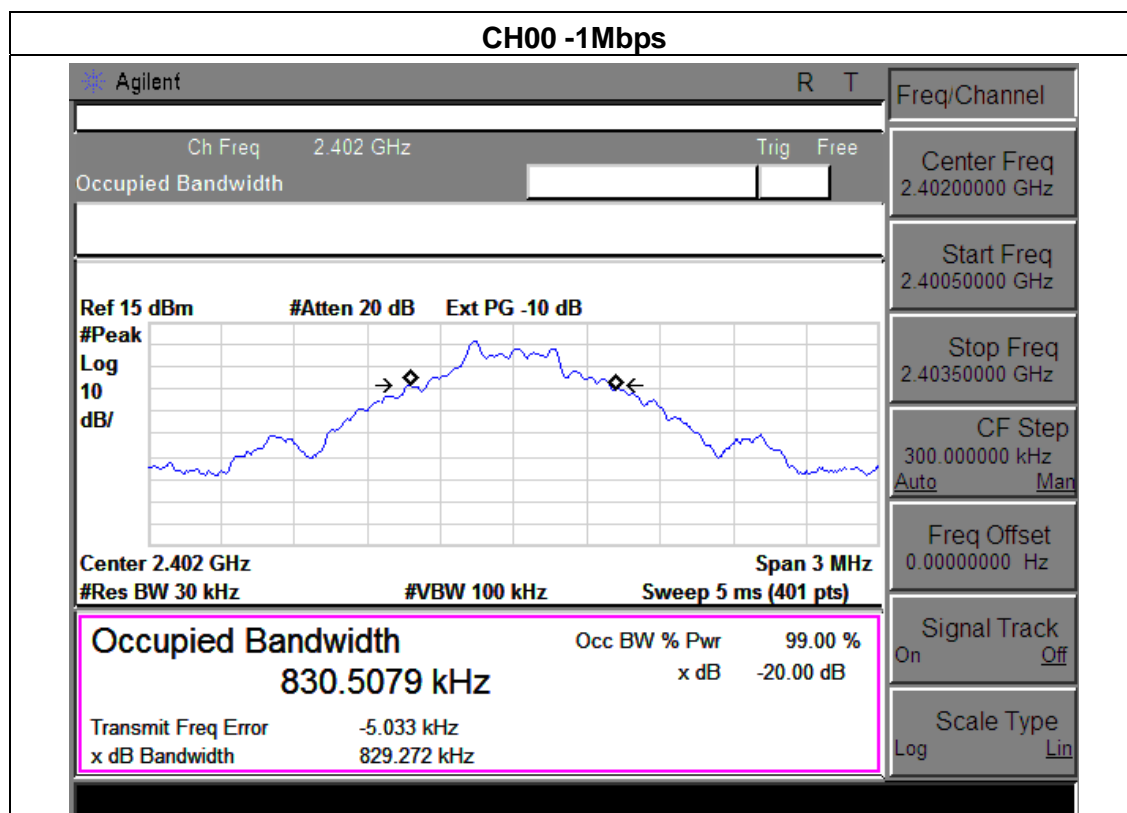 CH00 -1Mbps
Agilent R T
Ch Freq 2.402 GHz Trig Free
Occupied Bandwidth
Ref 15 dBm #Atten 20 dB Ext PG -10 dB
#Peak
Log
10
dB/
Center 2.402 GHz Span 3 MHz
#Res BW 30 kHz #VBW 100 kHz Sweep 5 ms (401 pts)
Occupied Bandwidth Occ BW % Pwr 99.00 %
830.5079 kHz x dB -20.00 dB
Transmit Freq Error -5.033 kHz
x dB Bandwidth 829.272 kHz
Freq/Channel
Center Freq
2.40200000 GHz
Start Freq
2.40050000 GHz
Stop Freq
2.40350000 GHz
CF Step
300.000000 kHz
Auto Man
Freq Offset
0.00000000 Hz
Signal Track
On Off
Scale Type
Log Lin